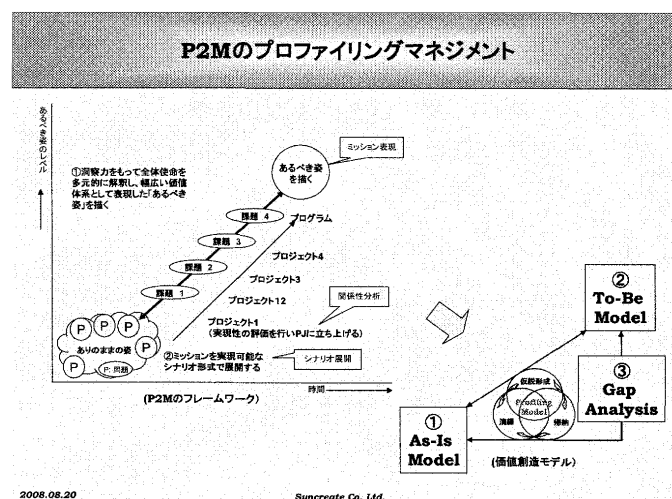 P2Mのプロファイリングマネジメント
あるべき姿のレベル
①洞察力をもって全体使命を
多元的に解釈し、幅広い価値
体系として表現した「あるべき
姿」を描く
ミッション表現
あるべき姿
を描く
課題 4
プログラム
課題 3
課題 2
課題 1
プロジェクト4
プロジェクト3
プロジェクト12
プロジェクト1
(実現性の評価を行いPJに立ち上げる)
関係性分析
P
P
P
P
P
ありのままの姿
P: 問題
②ミッションを実現可能な
シナリオ形式で展開する
シナリオ展開
時間
(P2Mのフレームワーク)
②
To-Be
Model
③
Gap
Analysis
①
As-Is
Model
仮説形成
Profiling
Model
演繹
帰納
(価値創造モデル)
2008.08.20
Suncreate Co. Ltd.